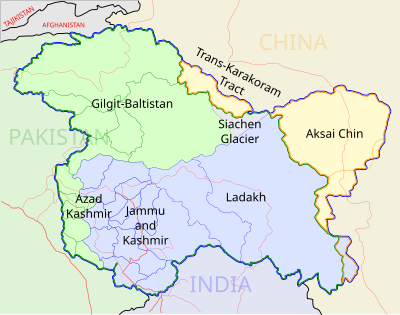 TAJIKISTAN
AFGHANISTAN
CHINA
Trans-Karakoram
Tract
Gilgit-Baltistan
PAKISTAN
Siachen
Glacier
Aksai Chin
Azad
Kashmir
Jammu
and
Kashmir
Ladakh
INDIA